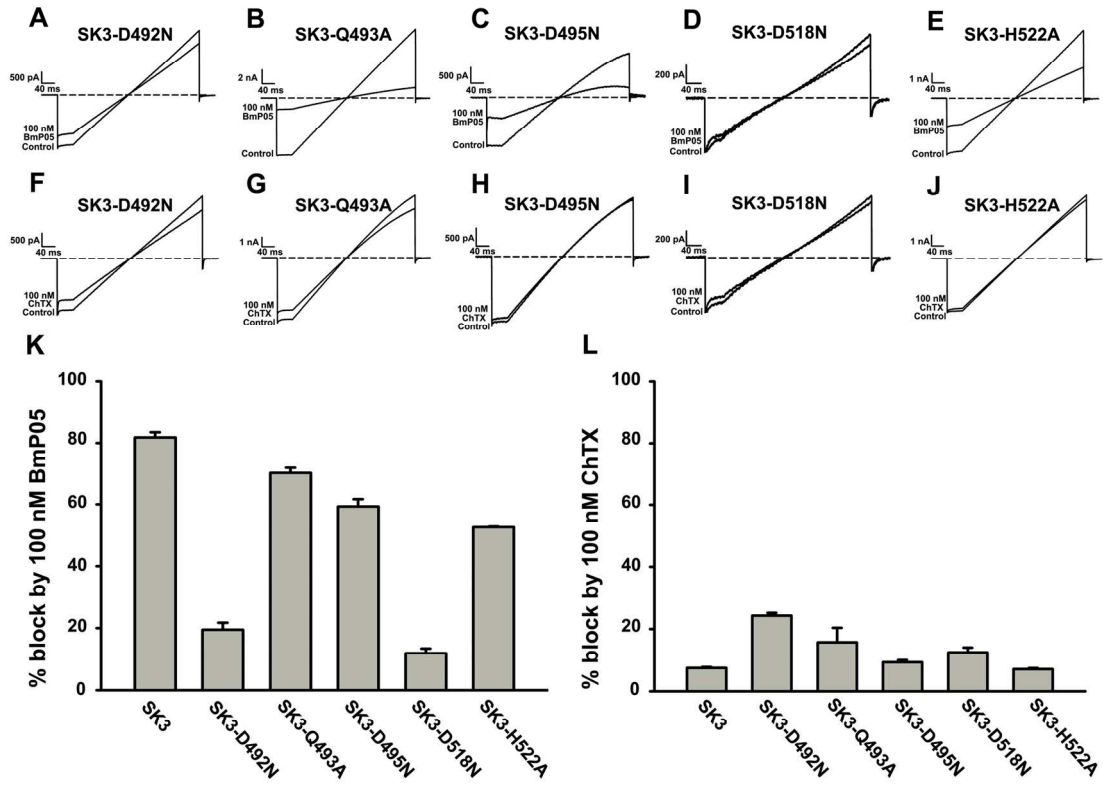 A
SK3-D492N
500 pA
40 ms
100 nM
BmP05
Control
B
SK3-Q493A
2 nA
40 ms
100 nM
BmP05
Control
C
SK3-D495N
500 pA
40 ms
100 nM
BmP05
Control
D
SK3-D518N
200 pA
40 ms
100 nM
BmP05
Control
E
SK3-H522A
1 nA
40 ms
100 nM
BmP05
Control
F
SK3-D492N
500 pA
40 ms
100 nM
ChTX
Control
G
SK3-Q493A
1 nA
40 ms
100 nM
ChTX
Control
H
SK3-D495N
500 pA
40 ms
100 nM
ChTX
Control
I
SK3-D518N
200 pA
40 ms
100 nM
ChTX
Control
J
SK3-H522A
1 nA
40 ms
100 nM
ChTX
Control
K
% block by 100 nM BmP05
100
80
60
40
20
0
SK3
SK3-D492N
SK3-Q493A
SK3-D495N
SK3-D518N
SK3-H522A
L
% block by 100 nM ChTX
100
80
60
40
20
0
SK3
SK3-D492N
SK3-Q493A
SK3-D495N
SK3-D518N
SK3-H522A